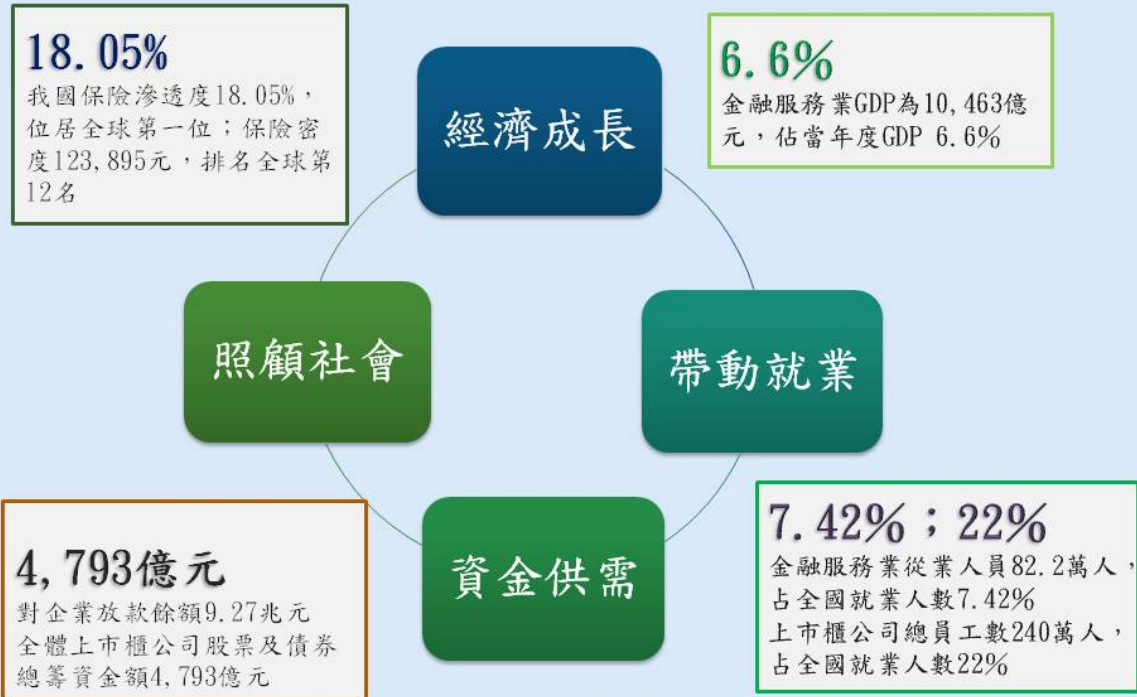 18.05%
我國保險滲透度18.05%，
位居全球第一位；保險密
度123,895元，排名全球第
12名
經濟成長
6.6%
金融服務業GDP為10,463億
元，佔當年度GDP 6.6%
照顧社會
帶動就業
4,793億元
對企業放款餘額9.27兆元
全體上市櫃公司股票及債券
總籌資金額4,793億元
資金供需
7.42%；22%
金融服務業從業人員82.2萬人，
占全國就業人數7.42%
上市櫃公司總員工數240萬人，
占全國就業人數22%